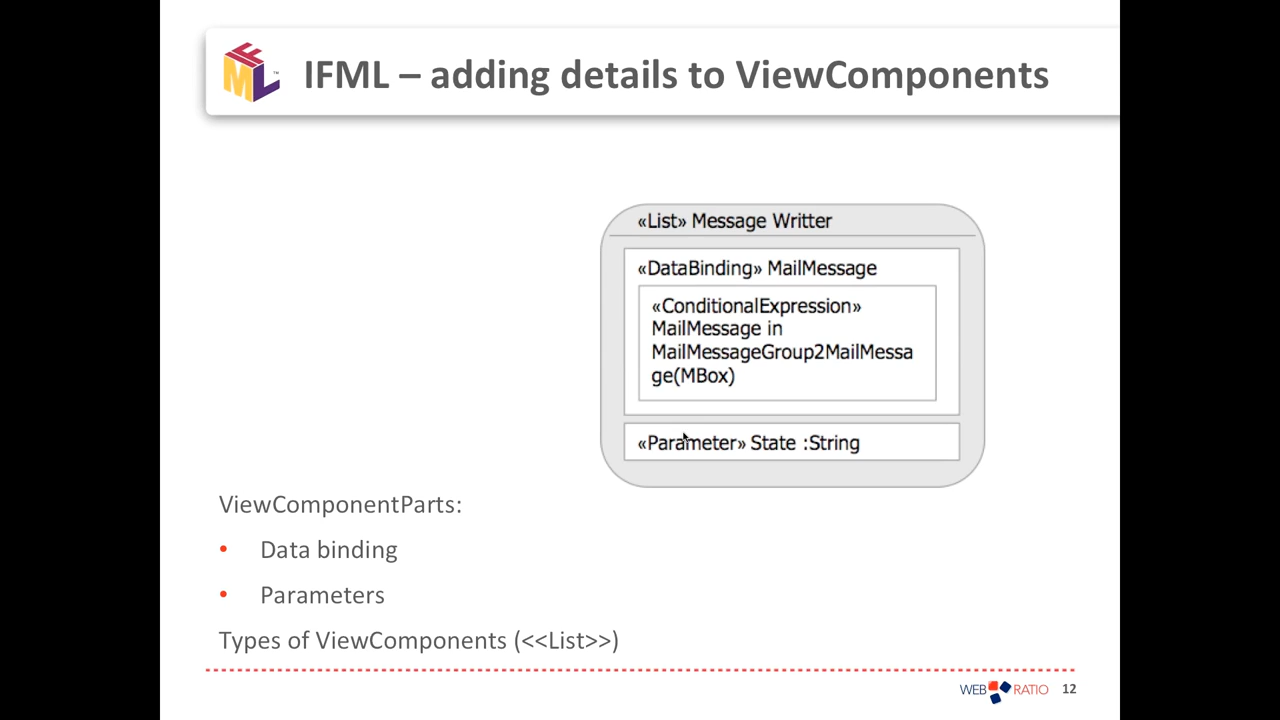 IFML – adding details to ViewComponents
«List» Message Writter
«DataBinding» MailMessage
«ConditionalExpression»
MailMessage in
MailMessageGroup2MailMessa
ge(MBox)
«Parameter» State :String
ViewComponentParts:
• Data binding
• Parameters
Types of ViewComponents (<<List>>)
WEB RATIO 12